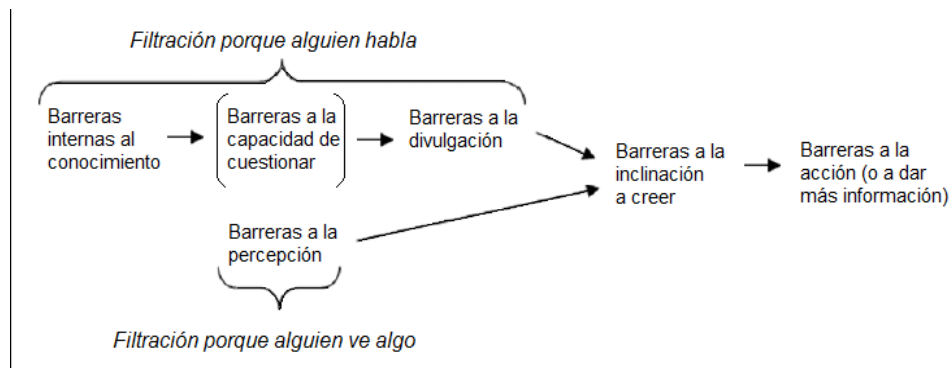 Filtración porque alguien habla
Barreras
internas al
conocimiento
Barreras a la
capacidad de
cuestionar
Barreras a la
divulgación
Barreras a la
inclinación
a creer
Barreras a la
acción (o a dar
más información)
Barreras a la
percepción
Filtración porque alguien ve algo